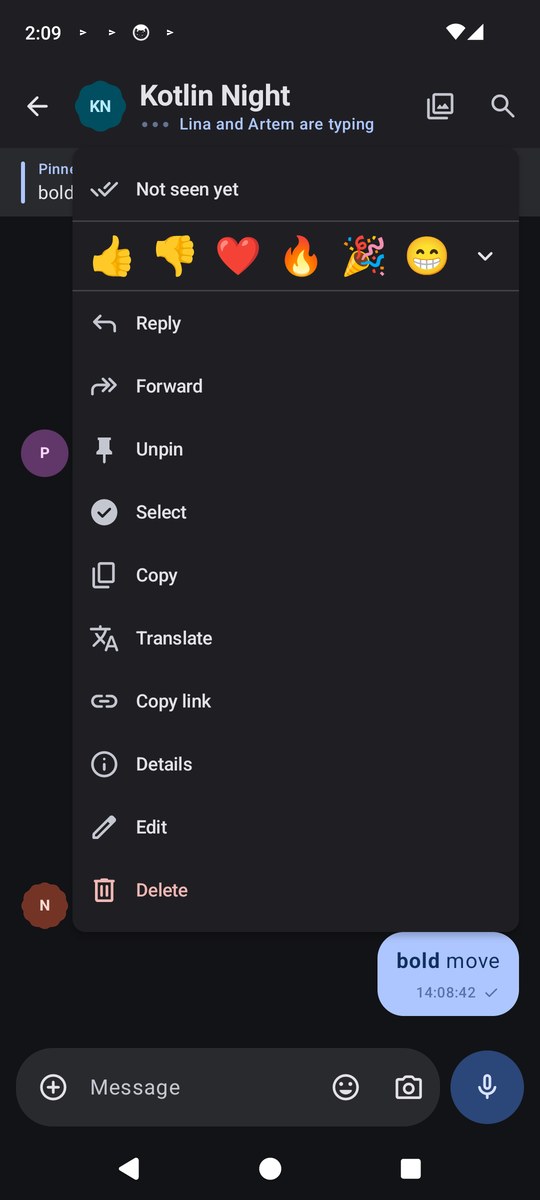 2:09
KN
Kotlin Night
Lina and Artem are typing
Pinne
bold
Not seen yet
Reply
Forward
P
Unpin
Select
Copy
Translate
Copy link
Details
Edit
Delete
N
bold move
14:08:42
Message